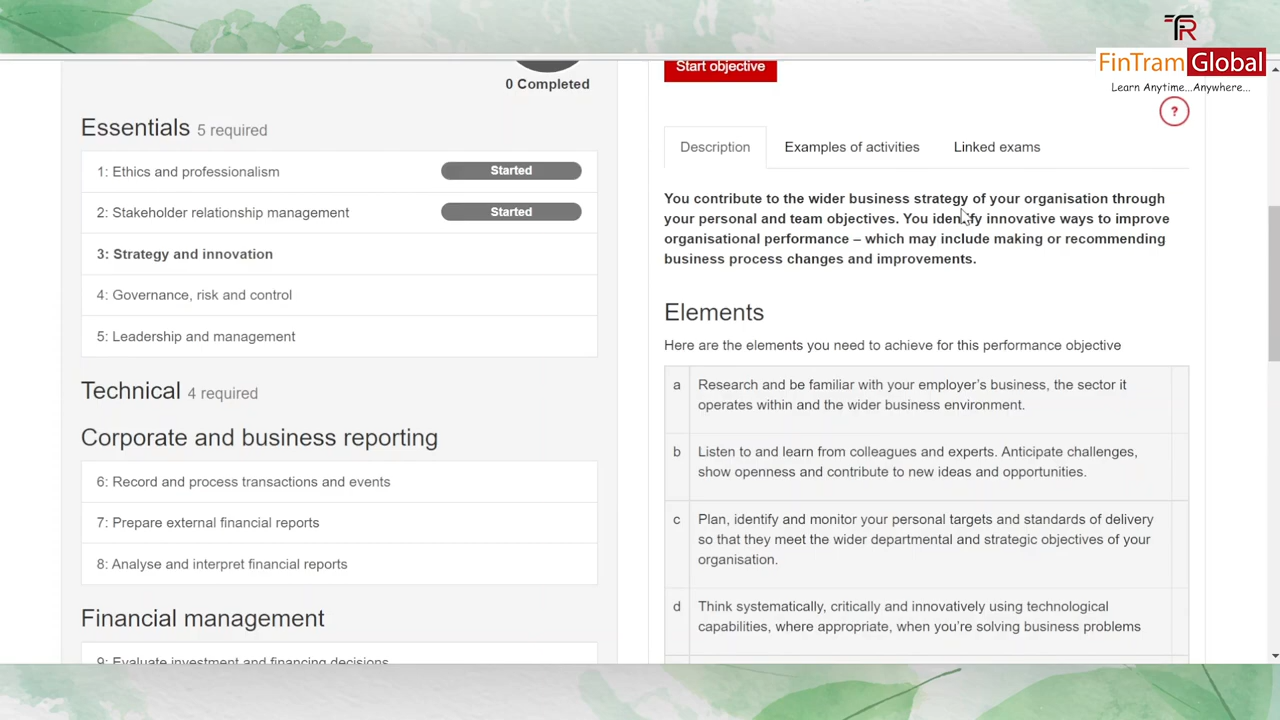 TR
FinTram Global
Learn Anytime...Anywhere...
0 Completed
Essentials 5 required
1: Ethics and professionalism Started
2: Stakeholder relationship management Started
3: Strategy and innovation
4: Governance, risk and control
5: Leadership and management
Technical 4 required
Corporate and business reporting
6: Record and process transactions and events
7: Prepare external financial reports
8: Analyse and interpret financial reports
Financial management
9: Evaluate investment and financing decisions
Start objective
?
Description Examples of activities Linked exams
You contribute to the wider business strategy of your organisation through
your personal and team objectives. You identify innovative ways to improve
organisational performance – which may include making or recommending
business process changes and improvements.
Elements
Here are the elements you need to achieve for this performance objective
a Research and be familiar with your employer’s business, the sector it
operates within and the wider business environment.
b Listen to and learn from colleagues and experts. Anticipate challenges,
show openness and contribute to new ideas and opportunities.
c Plan, identify and monitor your personal targets and standards of delivery
so that they meet the wider departmental and strategic objectives of your
organisation.
d Think systematically, critically and innovatively using technological
capabilities, where appropriate, when you’re solving business problems